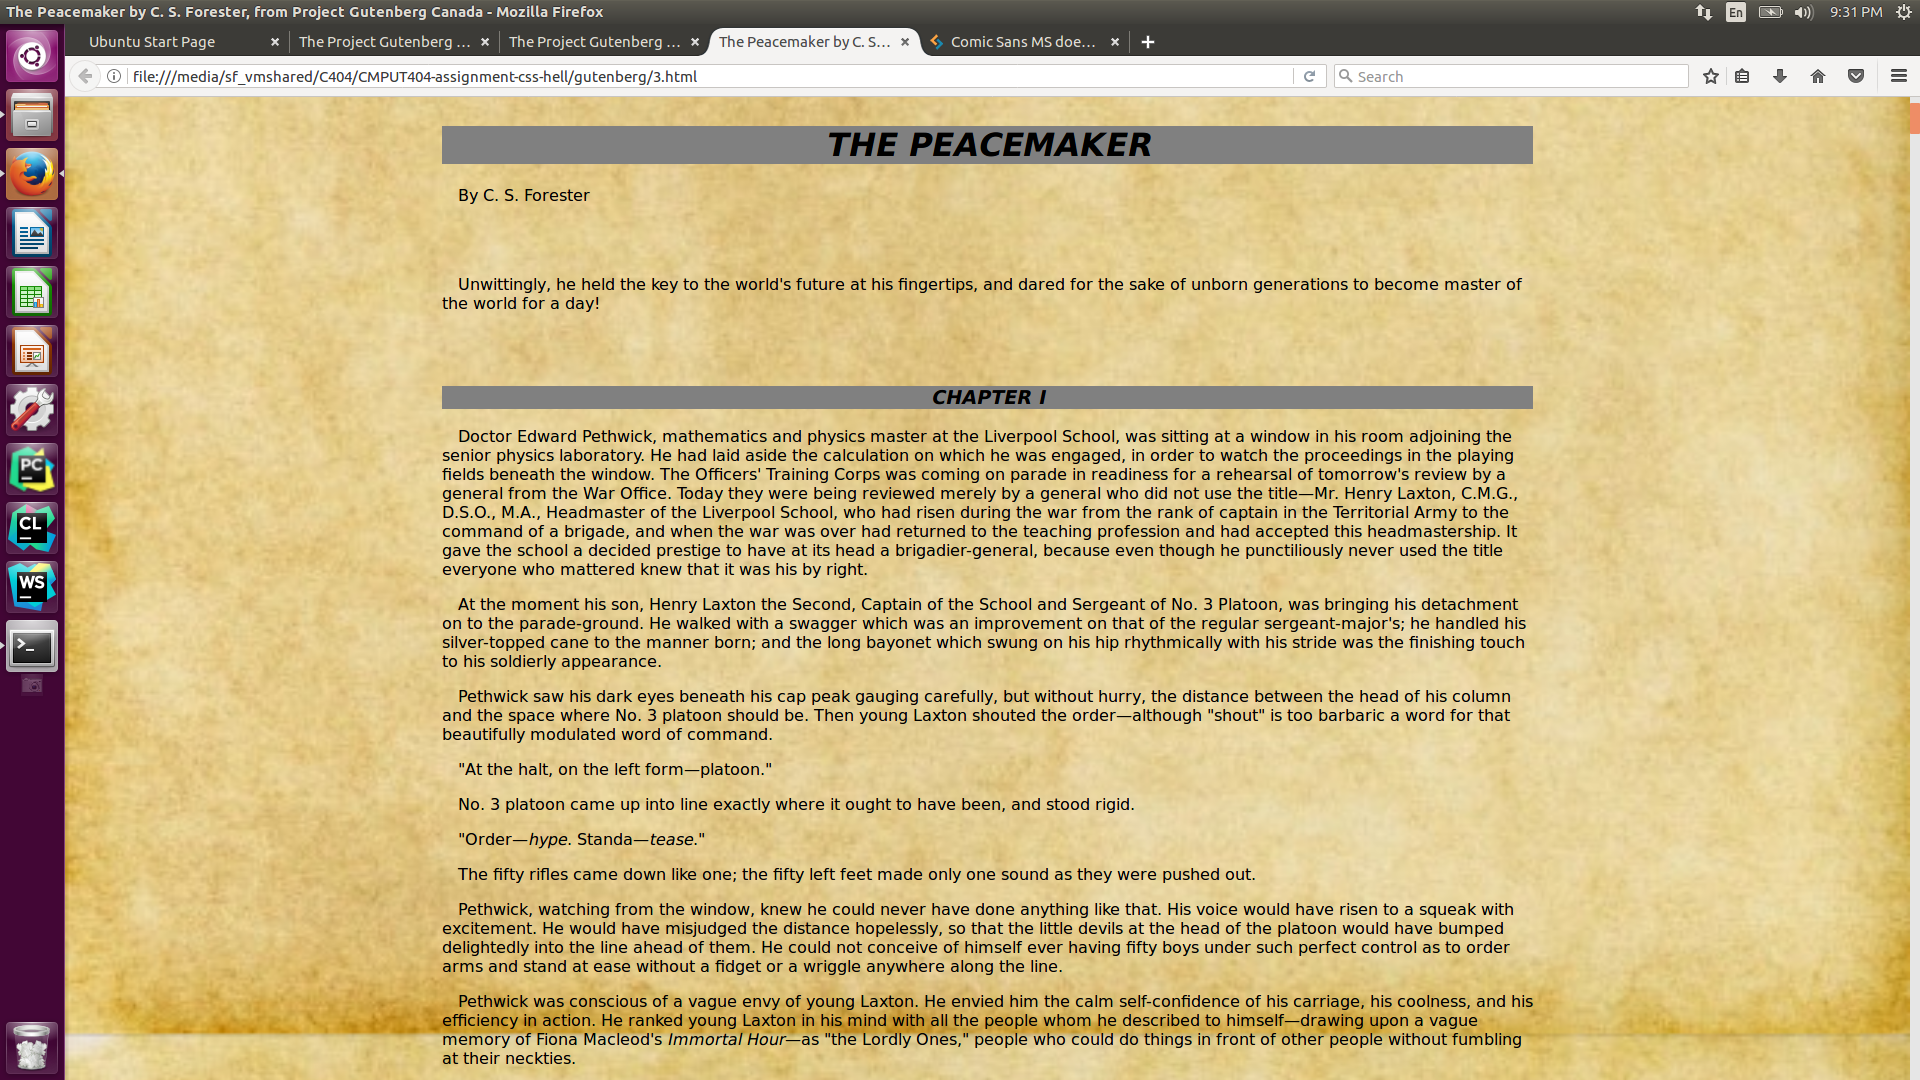 The Peacemaker by C. S. Forester, from Project Gutenberg Canada - Mozilla Firefox
En
9:31 PM
Ubuntu Start Page
The Project Gutenberg ...
The Project Gutenberg ...
The Peacemaker by C. S...
Comic Sans MS doe...
file:///media/sf_vmshared/C404/CMPUT404-assignment-css-hell/gutenberg/3.html
Search
THE PEACEMAKER
By C. S. Forester
Unwittingly, he held the key to the world's future at his fingertips, and dared for the sake of unborn generations to become master of
the world for a day!
CHAPTER I
Doctor Edward Pethwick, mathematics and physics master at the Liverpool School, was sitting at a window in his room adjoining the
senior physics laboratory. He had laid aside the calculation on which he was engaged, in order to watch the proceedings in the playing
fields beneath the window. The Officers' Training Corps was coming on parade in readiness for a rehearsal of tomorrow's review by a
general from the War Office. Today they were being reviewed merely by a general who did not use the title—Mr. Henry Laxton, C.M.G.,
D.S.O., M.A., Headmaster of the Liverpool School, who had risen during the war from the rank of captain in the Territorial Army to the
command of a brigade, and when the war was over had returned to the teaching profession and had accepted this headmastership. It
gave the school a decided prestige to have at its head a brigadier-general, because even though he punctiliously never used the title
everyone who mattered knew that it was his by right.
At the moment his son, Henry Laxton the Second, Captain of the School and Sergeant of No. 3 Platoon, was bringing his detachment
on to the parade-ground. He walked with a swagger which was an improvement on that of the regular sergeant-major's; he handled his
silver-topped cane to the manner born; and the long bayonet which swung on his hip rhythmically with his stride was the finishing touch
to his soldierly appearance.
Pethwick saw his dark eyes beneath his cap peak gauging carefully, but without hurry, the distance between the head of his column
and the space where No. 3 platoon should be. Then young Laxton shouted the order—although "shout" is too barbaric a word for that
beautifully modulated word of command.
"At the halt, on the left form—platoon."
No. 3 platoon came up into line exactly where it ought to have been, and stood rigid.
"Order—hype. Standa—tease."
The fifty rifles came down like one; the fifty left feet made only one sound as they were pushed out.
Pethwick, watching from the window, knew he could never have done anything like that. His voice would have risen to a squeak with
excitement. He would have misjudged the distance hopelessly, so that the little devils at the head of the platoon would have bumped
delightedly into the line ahead of them. He could not conceive of himself ever having fifty boys under such perfect control as to order
arms and stand at ease without a fidget or a wriggle anywhere along the line.
Pethwick was conscious of a vague envy of young Laxton. He envied him the calm self-confidence of his carriage, his coolness, and his
efficiency in action. He ranked young Laxton in his mind with all the people whom he described to himself—drawing upon a vague
memory of Fiona Macleod's Immortal Hour—as "the Lordly Ones," people who could do things in front of other people without fumbling
at their neckties.
PC
CL
WS
>_